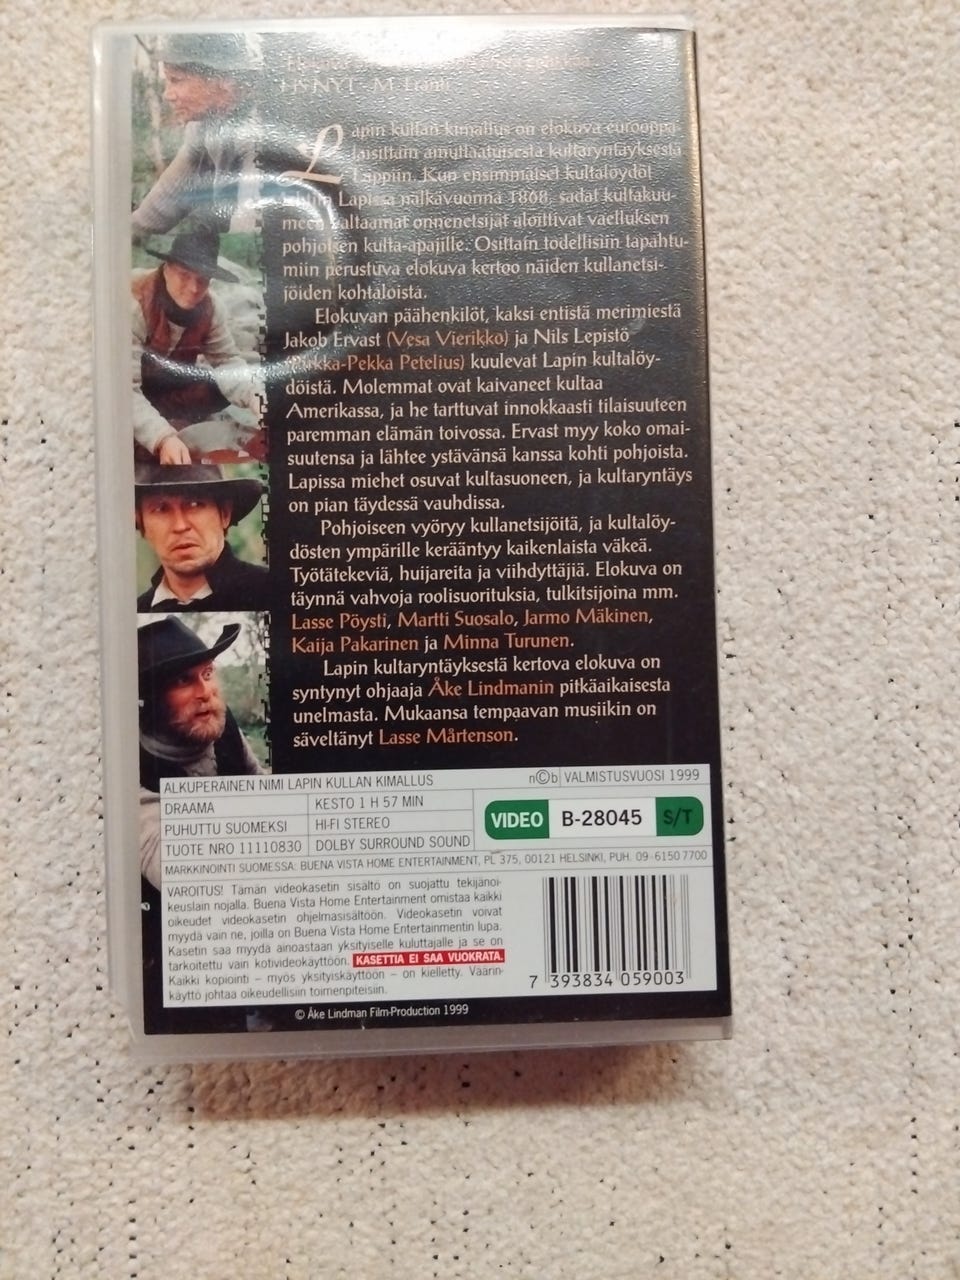 HS NYT - M
Lapin kullan kimallus on elokuva eurooppa-
laisittain ainutlaatuisesta kultaryntäyksestä
Lappiin. Kun ensimmäiset kultalöydöt
Lapissa nälkävuonna 1868, sadat kultakuu-
meen valtaamat onnenetsijät aloittivat vaelluksen
pohjoisen kulta-apajille. Osittain todellisiin tapahtu-
miin perustuva elokuva kertoo näiden kullanetsi-
jöiden kohtaloista.
Elokuvan päähenkilöt, kaksi entistä merimiestä
Jakob Ervast (Vesa Vierikko) ja Nils Lepistö
(Pirkka-Pekka Petelius) kuulevat Lapin kultalöy-
döistä. Molemmat ovat kaivaneet kultaa
Amerikassa, ja he tarttuvat innokkaasti tilaisuuteen
paremman elämän toivossa. Ervast myy koko omai-
suutensa ja lähtee ystävänsä kanssa kohti pohjoista.
Lapissa miehet osuvat kultasuoneen, ja kultaryntäys
on pian täydessä vauhdissa.
Pohjoiseen vyöryy kullanetsijöitä, ja kultalöy-
dösten ympärille kerääntyy kaikenlaista väkeä.
Työtätekeviä, huijareita ja viihdyttäjiä. Elokuva on
täynnä vahvoja roolisuorituksia, tulkitsijoina mm.
Lasse Pöysti, Martti Suosalo, Jarmo Mäkinen,
Kaija Pakarinen ja Minna Turunen.
Lapin kultaryntäyksestä kertova elokuva on
syntynyt ohjaaja Åke Lindmanin pitkäaikaisesta
unelmasta. Mukaansa tempaavan musiikin on
säveltänyt Lasse Mårtenson.
ALKUPERÄINEN NIMI LAPIN KULLAN KIMALLUS n©b VALMISTUSVUOSI 1999
DRAAMA KESTO 1 H 57 MIN
PUHUTTU SUOMEKSI HI-FI STEREO
TUOTE NRO 11110830 DOLBY SURROUND SOUND
VIDEO B-28045 S/T
MARKKINOINTI SUOMESSA: BUENA VISTA HOME ENTERTAINMENT, PL 375, 00121 HELSINKI, PUH. 09-6150 7700
VAROITUS! Tämän videokasetin sisältö on suojattu tekijänoi-
keuslain nojalla. Buena Vista Home Entertainment omistaa kaikki
oikeudet videokasetin ohjelmasisältöön. Videokasetin voivat
myydä vain ne, joilla on Buena Vista Home Entertainmentin lupa.
Kasetin saa myydä ainoastaan yksityiselle kuluttajalle ja se on
tarkoitettu vain kotivideokäyttöön. KASETTIA EI SAA VUOKRATA.
Kaikki kopiointi – myös yksityiskäyttöön – on kielletty. Väärin-
käyttö johtaa oikeudellisiin toimenpiteisiin.
7 393834 059003
© Åke Lindman Film-Production 1999